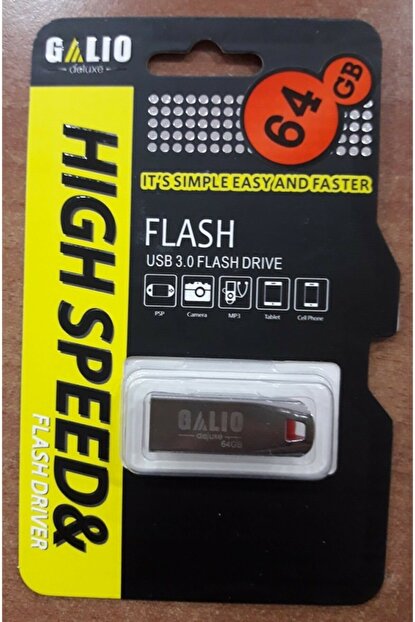 GALIO
deluxe
64
GB
IT'S SIMPLE EASY AND FASTER
HIGH SPEED&
FLASH DRIVER
FLASH
USB 3.0 FLASH DRIVE
PSP
Camera
MP3
Tablet
Cell Phone
GALIO
deluxe
64GB